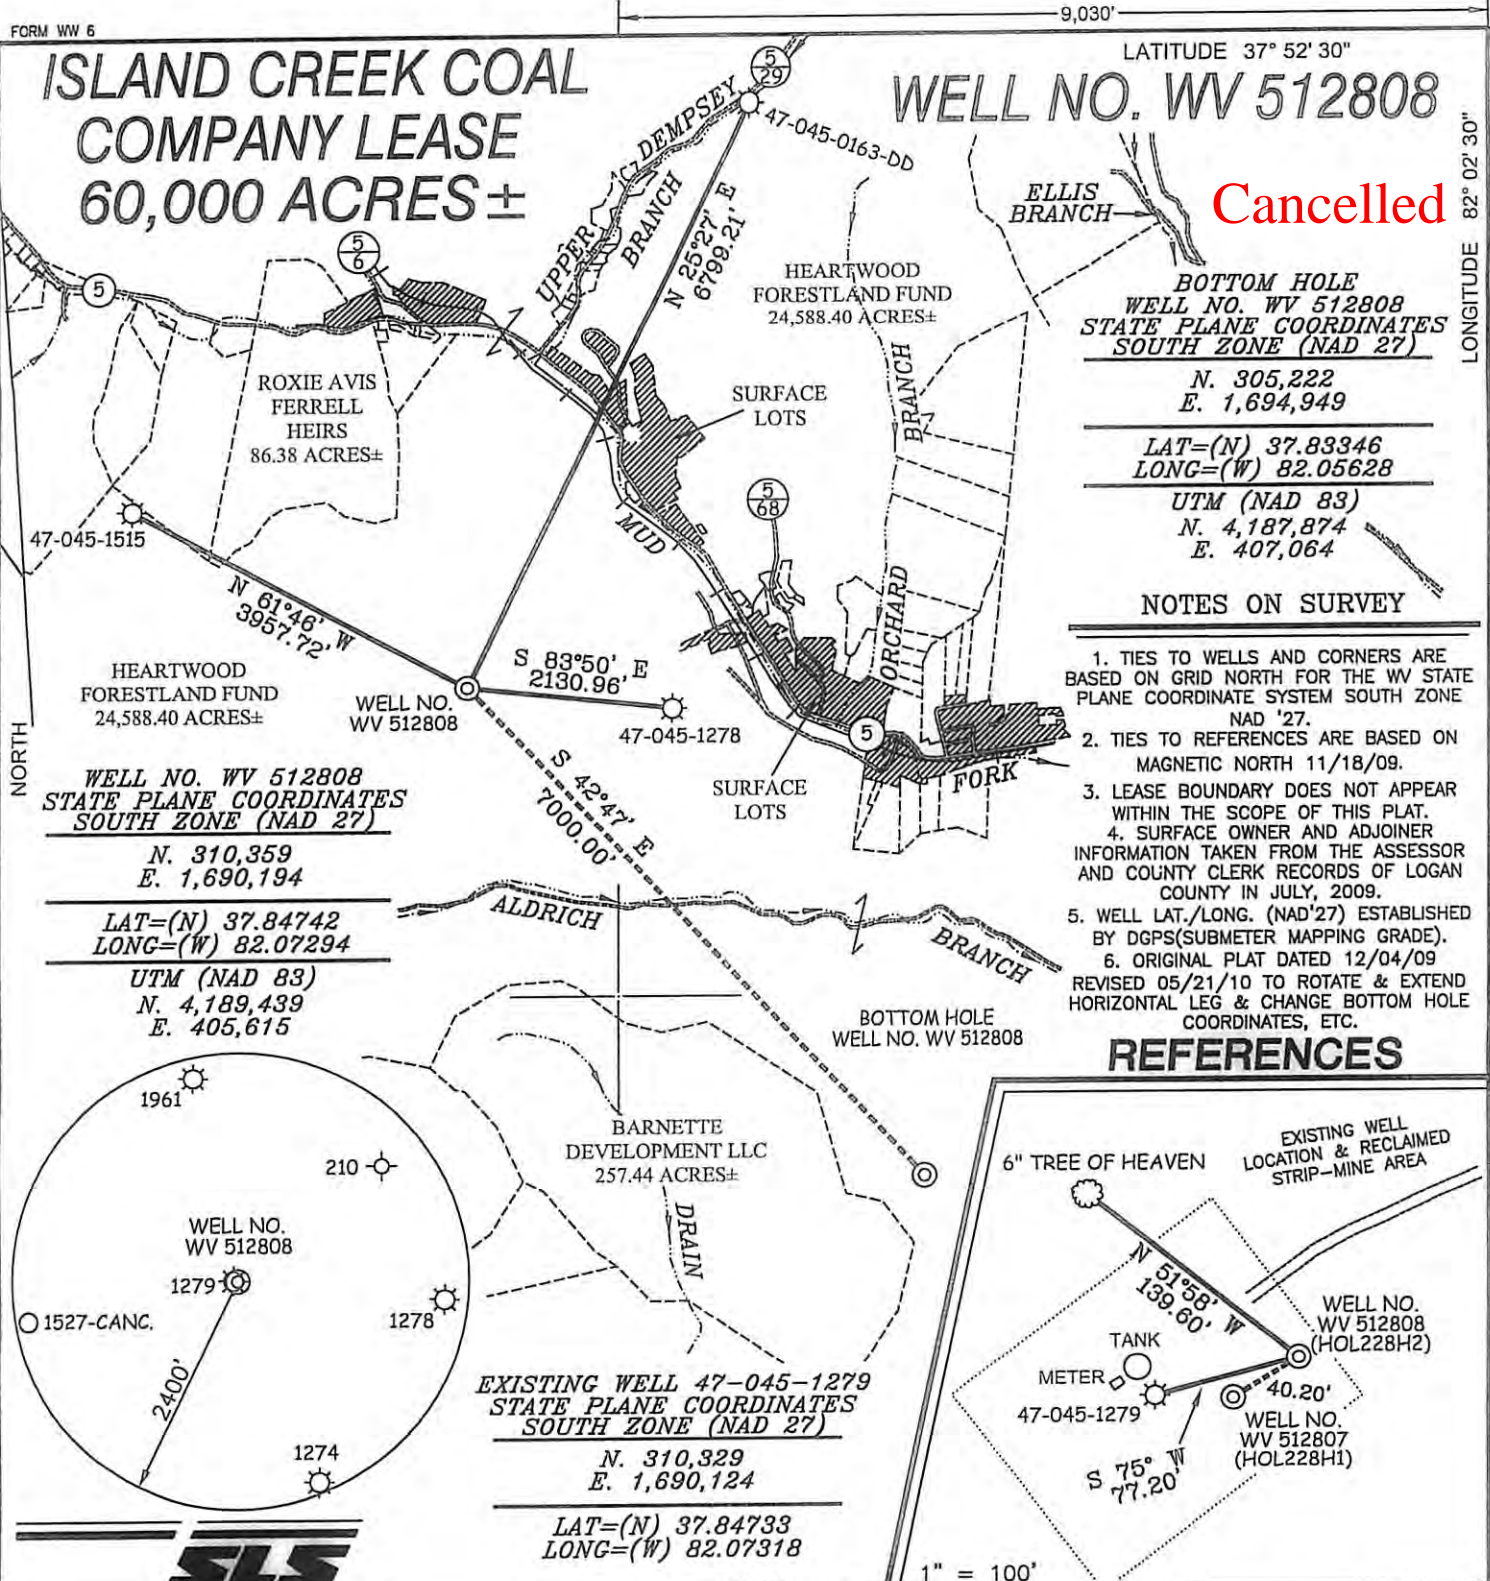 9,030'
FORM WW 6
ISLAND CREEK COAL
COMPANY LEASE
60,000 ACRES ±
LATITUDE 37° 52' 30"
WELL NO. WV 512808
LONGITUDE 82° 02' 30"
Cancelled
5
29
47-045-0163-DD
UPPER DEMPSEY
BRANCH
N 25°27' E
6799.21'
ELLIS
BRANCH
5
6
5
HEARTWOOD
FORESTLAND FUND
24,588.40 ACRES±
BOTTOM HOLE
WELL NO. WV 512808
STATE PLANE COORDINATES
SOUTH ZONE (NAD 27)
N. 305,222
E. 1,694,949
LAT=(N) 37.83346
LONG=(W) 82.05628
UTM (NAD 83)
N. 4,187,874
E. 407,064
ROXIE AVIS
FERRELL
HEIRS
86.38 ACRES±
SURFACE
LOTS
ORCHARD BRANCH
5
68
47-045-1515
MUD
N 61°46' W
3957.72'
S 83°50' E
2130.96'
WELL NO.
WV 512808
47-045-1278
HEARTWOOD
FORESTLAND FUND
24,588.40 ACRES±
NORTH
5
FORK
SURFACE
LOTS
S 42°47' E
7000.00'
NOTES ON SURVEY
1. TIES TO WELLS AND CORNERS ARE
BASED ON GRID NORTH FOR THE WV STATE
PLANE COORDINATE SYSTEM SOUTH ZONE
NAD '27.
2. TIES TO REFERENCES ARE BASED ON
MAGNETIC NORTH 11/18/09.
3. LEASE BOUNDARY DOES NOT APPEAR
WITHIN THE SCOPE OF THIS PLAT.
4. SURFACE OWNER AND ADJOINER
INFORMATION TAKEN FROM THE ASSESSOR
AND COUNTY CLERK RECORDS OF LOGAN
COUNTY IN JULY, 2009.
5. WELL LAT./LONG. (NAD'27) ESTABLISHED
BY DGPS(SUBMETER MAPPING GRADE).
6. ORIGINAL PLAT DATED 12/04/09
REVISED 05/21/10 TO ROTATE & EXTEND
HORIZONTAL LEG & CHANGE BOTTOM HOLE
COORDINATES, ETC.
WELL NO. WV 512808
STATE PLANE COORDINATES
SOUTH ZONE (NAD 27)
N. 310,359
E. 1,690,194
LAT=(N) 37.84742
LONG=(W) 82.07294
UTM (NAD 83)
N. 4,189,439
E. 405,615
ALDRICH
BRANCH
BOTTOM HOLE
WELL NO. WV 512808
BARNETTE
DEVELOPMENT LLC
257.44 ACRES±
DRAIN
1961
210
WELL NO.
WV 512808
1279
1278
1527-CANC.
2400'
1274
EXISTING WELL 47-045-1279
STATE PLANE COORDINATES
SOUTH ZONE (NAD 27)
N. 310,329
E. 1,690,124
LAT=(N) 37.84733
LONG=(W) 82.07318
SLS
REFERENCES
6" TREE OF HEAVEN
EXISTING WELL
LOCATION & RECLAIMED
STRIP-MINE AREA
N 51°58' W
139.60'
WELL NO.
WV 512808
(HOL228H2)
TANK
METER
47-045-1279
40.20'
WELL NO.
WV 512807
(HOL228H1)
S 75° W
77.20'
1" = 100'